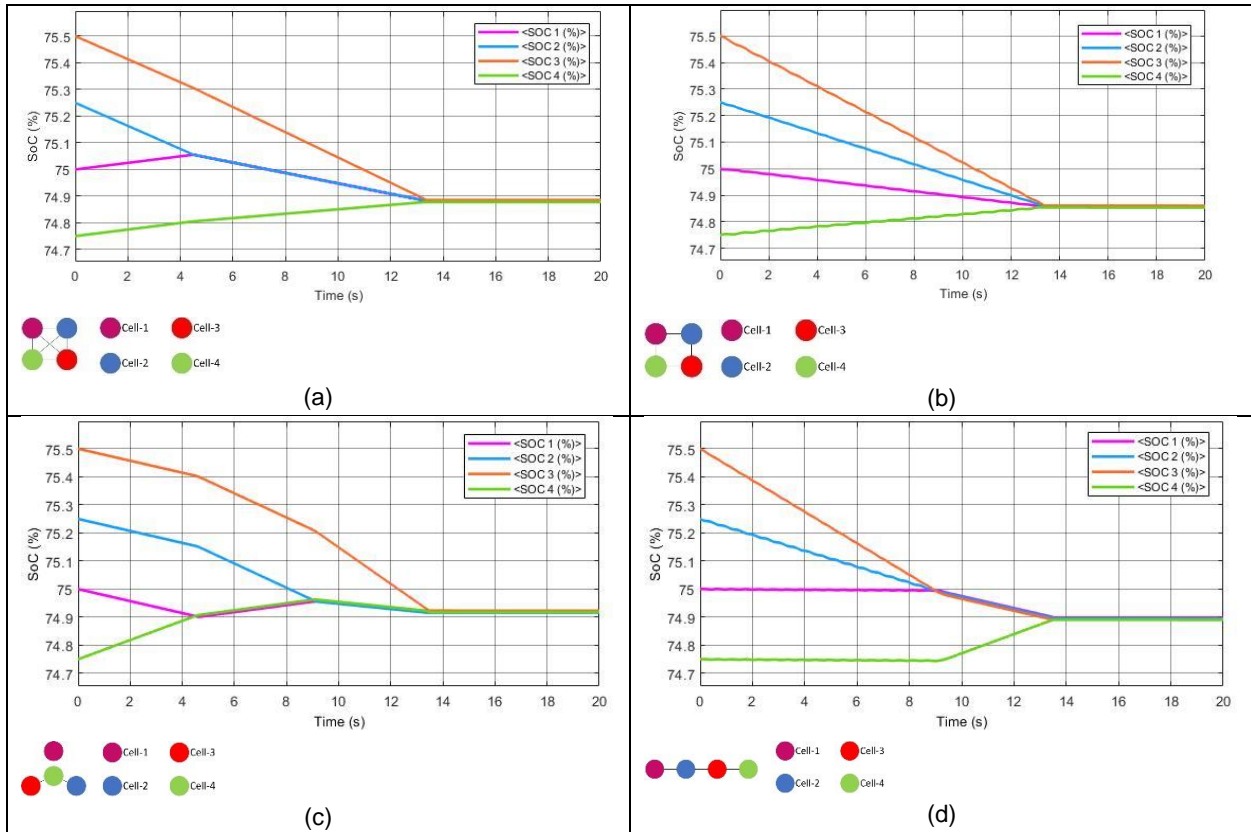 <SOC 1 (%)>
<SOC 2 (%)>
<SOC 3 (%)>
<SOC 4 (%)>
75.5
75.4
75.3
75.2
75.1
75
74.9
74.8
74.7
SoC (%)
0 2 4 6 8 10 12 14 16 18 20
Time (s)
Cell-1 Cell-3
Cell-2 Cell-4
(a)
<SOC 1 (%)>
<SOC 2 (%)>
<SOC 3 (%)>
<SOC 4 (%)>
75.5
75.4
75.3
75.2
75.1
75
74.9
74.8
74.7
SoC (%)
0 2 4 6 8 10 12 14 16 18 20
Time (s)
Cell-1 Cell-3
Cell-2 Cell-4
(b)
<SOC 1 (%)>
<SOC 2 (%)>
<SOC 3 (%)>
<SOC 4 (%)>
75.5
75.4
75.3
75.2
75.1
75
74.9
74.8
74.7
SoC (%)
0 2 4 6 8 10 12 14 16 18 20
Time (s)
Cell-1 Cell-3
Cell-2 Cell-4
(c)
<SOC 1 (%)>
<SOC 2 (%)>
<SOC 3 (%)>
<SOC 4 (%)>
75.5
75.4
75.3
75.2
75.1
75
74.9
74.8
74.7
SoC (%)
0 2 4 6 8 10 12 14 16 18 20
Time (s)
Cell-1 Cell-3
Cell-2 Cell-4
(d)